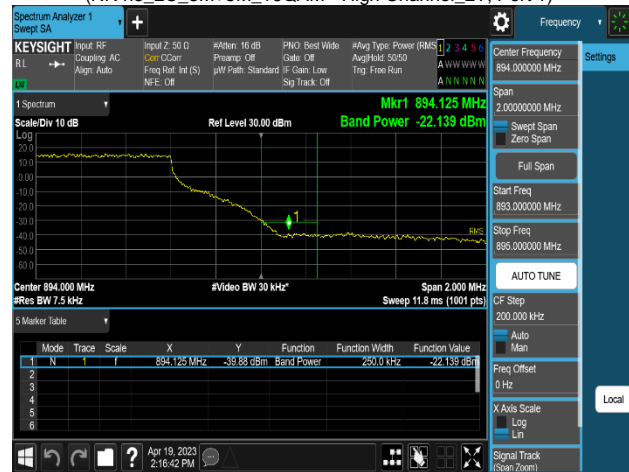 Spectrum Analyzer 1
Swept SA
+
Frequency
KEYSIGHT
RL
Align: Auto
Input: RF
Coupling: AC
Input Z: 50 Ω
Corr CCorr
Freq Ref: Int (S)
NFE: Off
#Atten: 16 dB
Preamp: Off
µW Path: Standard
PNO: Best Wide
Gate: Off
IF Gain: Low
Sig Track: Off
#Avg Type: Power (RMS
Avg|Hold: 50/50
Trig: Free Run
1 2 3 4 5 6
A W W W W W
A N N N N N
1 Spectrum
Scale/Div 10 dB
Ref Level 30.00 dBm
Mkr1 894.125 MHz
Band Power -22.139 dBm
Log
20.0
10.0
0.00
-10.0
-20.0
-30.0
-40.0
-50.0
-60.0
1
RMS
Center 894.000 MHz
#Video BW 30 kHz*
Span 2.000 MHz
#Res BW 7.5 kHz
Sweep 11.8 ms (1001 pts)
5 Marker Table
Mode Trace Scale X Y Function Function Width Function Value
1 N 1 f 894.125 MHz -39.88 dBm Band Power 250.0 kHz -22.139 dBm
2
3
4
5
6
Apr 19, 2023
2:16:42 PM
Center Frequency
894.000000 MHz
Settings
Span
2.00000000 MHz
Swept Span
Zero Span
Full Span
Start Freq
893.000000 MHz
Stop Freq
895.000000 MHz
AUTO TUNE
CF Step
200.000 kHz
Auto
Man
Freq Offset
0 Hz
X Axis Scale
Log
Lin
Local
Signal Track
(Span Zoom)